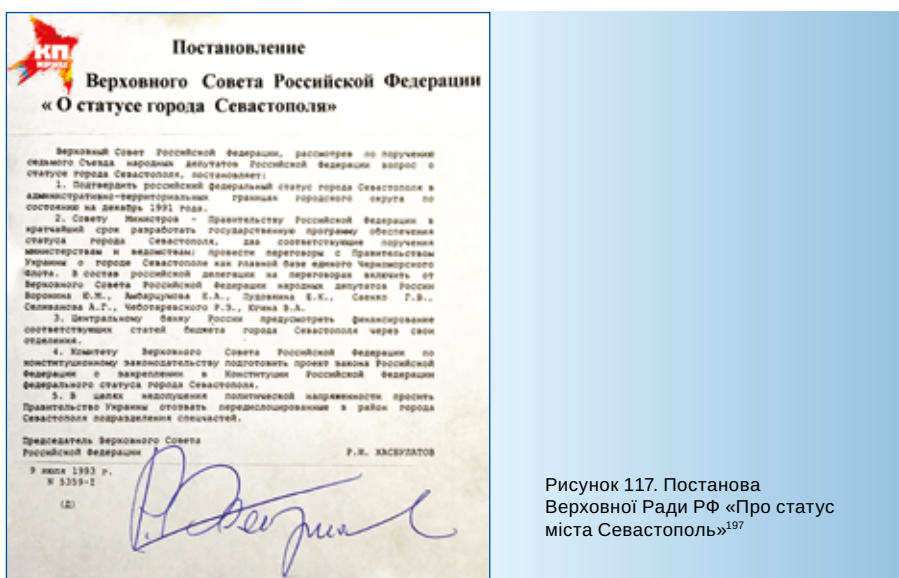 КП
Постановление
Верховного Совета Российской Федерации
« О статусе города Севастополя»
Верховный Совет Российской Федерации, рассмотрев по поручению
седьмого Съезда народных депутатов Российской Федерации вопрос о
статусе города Севастополя, постановляет:
1. Подтвердить российский федеральный статус города Севастополя в
административно-территориальных границах городского округа по
состоянию на декабрь 1991 года.
2. Совету Министров - Правительству Российской Федерации в
кратчайший срок разработать государственную программу обеспечения
статуса города Севастополя, дав соответствующие поручения
министерствам и ведомствам; провести переговоры с Правительством
Украины о городе Севастополе как главной базе единого Черноморского
флота. В состав российской делегации на переговорах включить от
Верховного Совета Российской Федерации народных депутатов России
Воронина Ю.М., Амбарцумова Е.А., Пудовкина Е.К., Саенко Г.В.,
Селиванова А.Г., Чеботаревского Р.З., Югина В.А.
3. Центральному банку России предусмотреть финансирование
соответствующих статей бюджета города Севастополя через свои
отделения.
4. Комитету Верховного Совета Российской Федерации по
конституционному законодательству подготовить проект закона Российской
Федерации о закреплении в Конституции Российской Федерации
федерального статуса города Севастополя.
5. В целях недопущения политической напряженности просить
Правительство Украины отозвать передислоцированные в район города
Севастополя подразделения спецчастей.
Председатель Верховного Совета
Российской Федерации Р.И. ХАСБУЛАТОВ
9 июля 1993 г.
N 5359-I
(Д)
Рисунок 117. Постанова
Верховної Ради РФ «Про статус
міста Севастополь»197